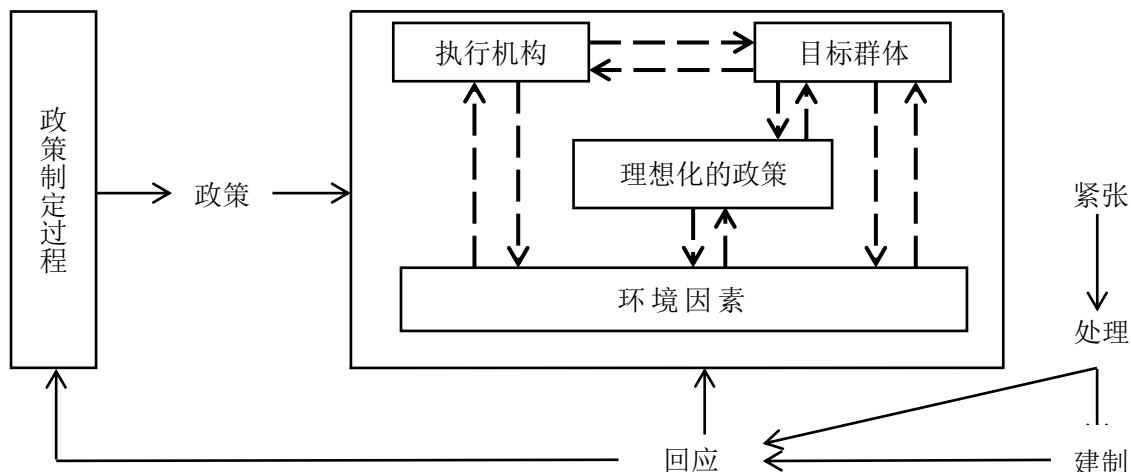 执行机构
目标群体
政策制定过程
理想化的政策
政策
紧张
环境因素
处理
回应
建制